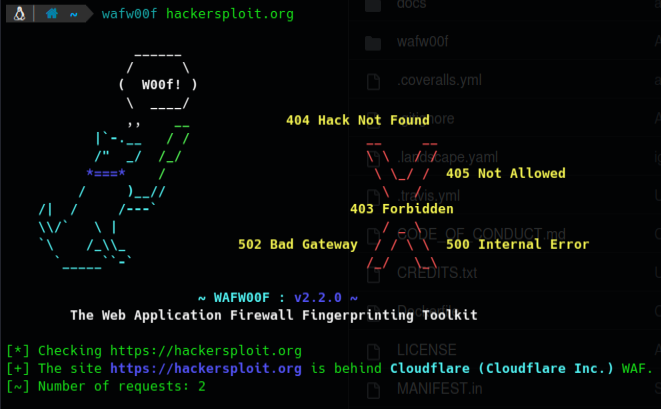 ~ wafw00f hackersploit.org
docs
wafw00f
( W00f! )
.coveralls.yml
404 Hack Not Found
.landscape.yaml
405 Not Allowed
.travis.yml
403 Forbidden
CODE_OF_CONDUCT.md
502 Bad Gateway 500 Internal Error
CREDITS.txt
~ WAFW00F : v2.2.0 ~
The Web Application Firewall Fingerprinting Toolkit
LICENSE
[*] Checking https://hackersploit.org
[+] The site https://hackersploit.org is behind Cloudflare (Cloudflare Inc.) WAF.
[~] Number of requests: 2
MANIFEST.in